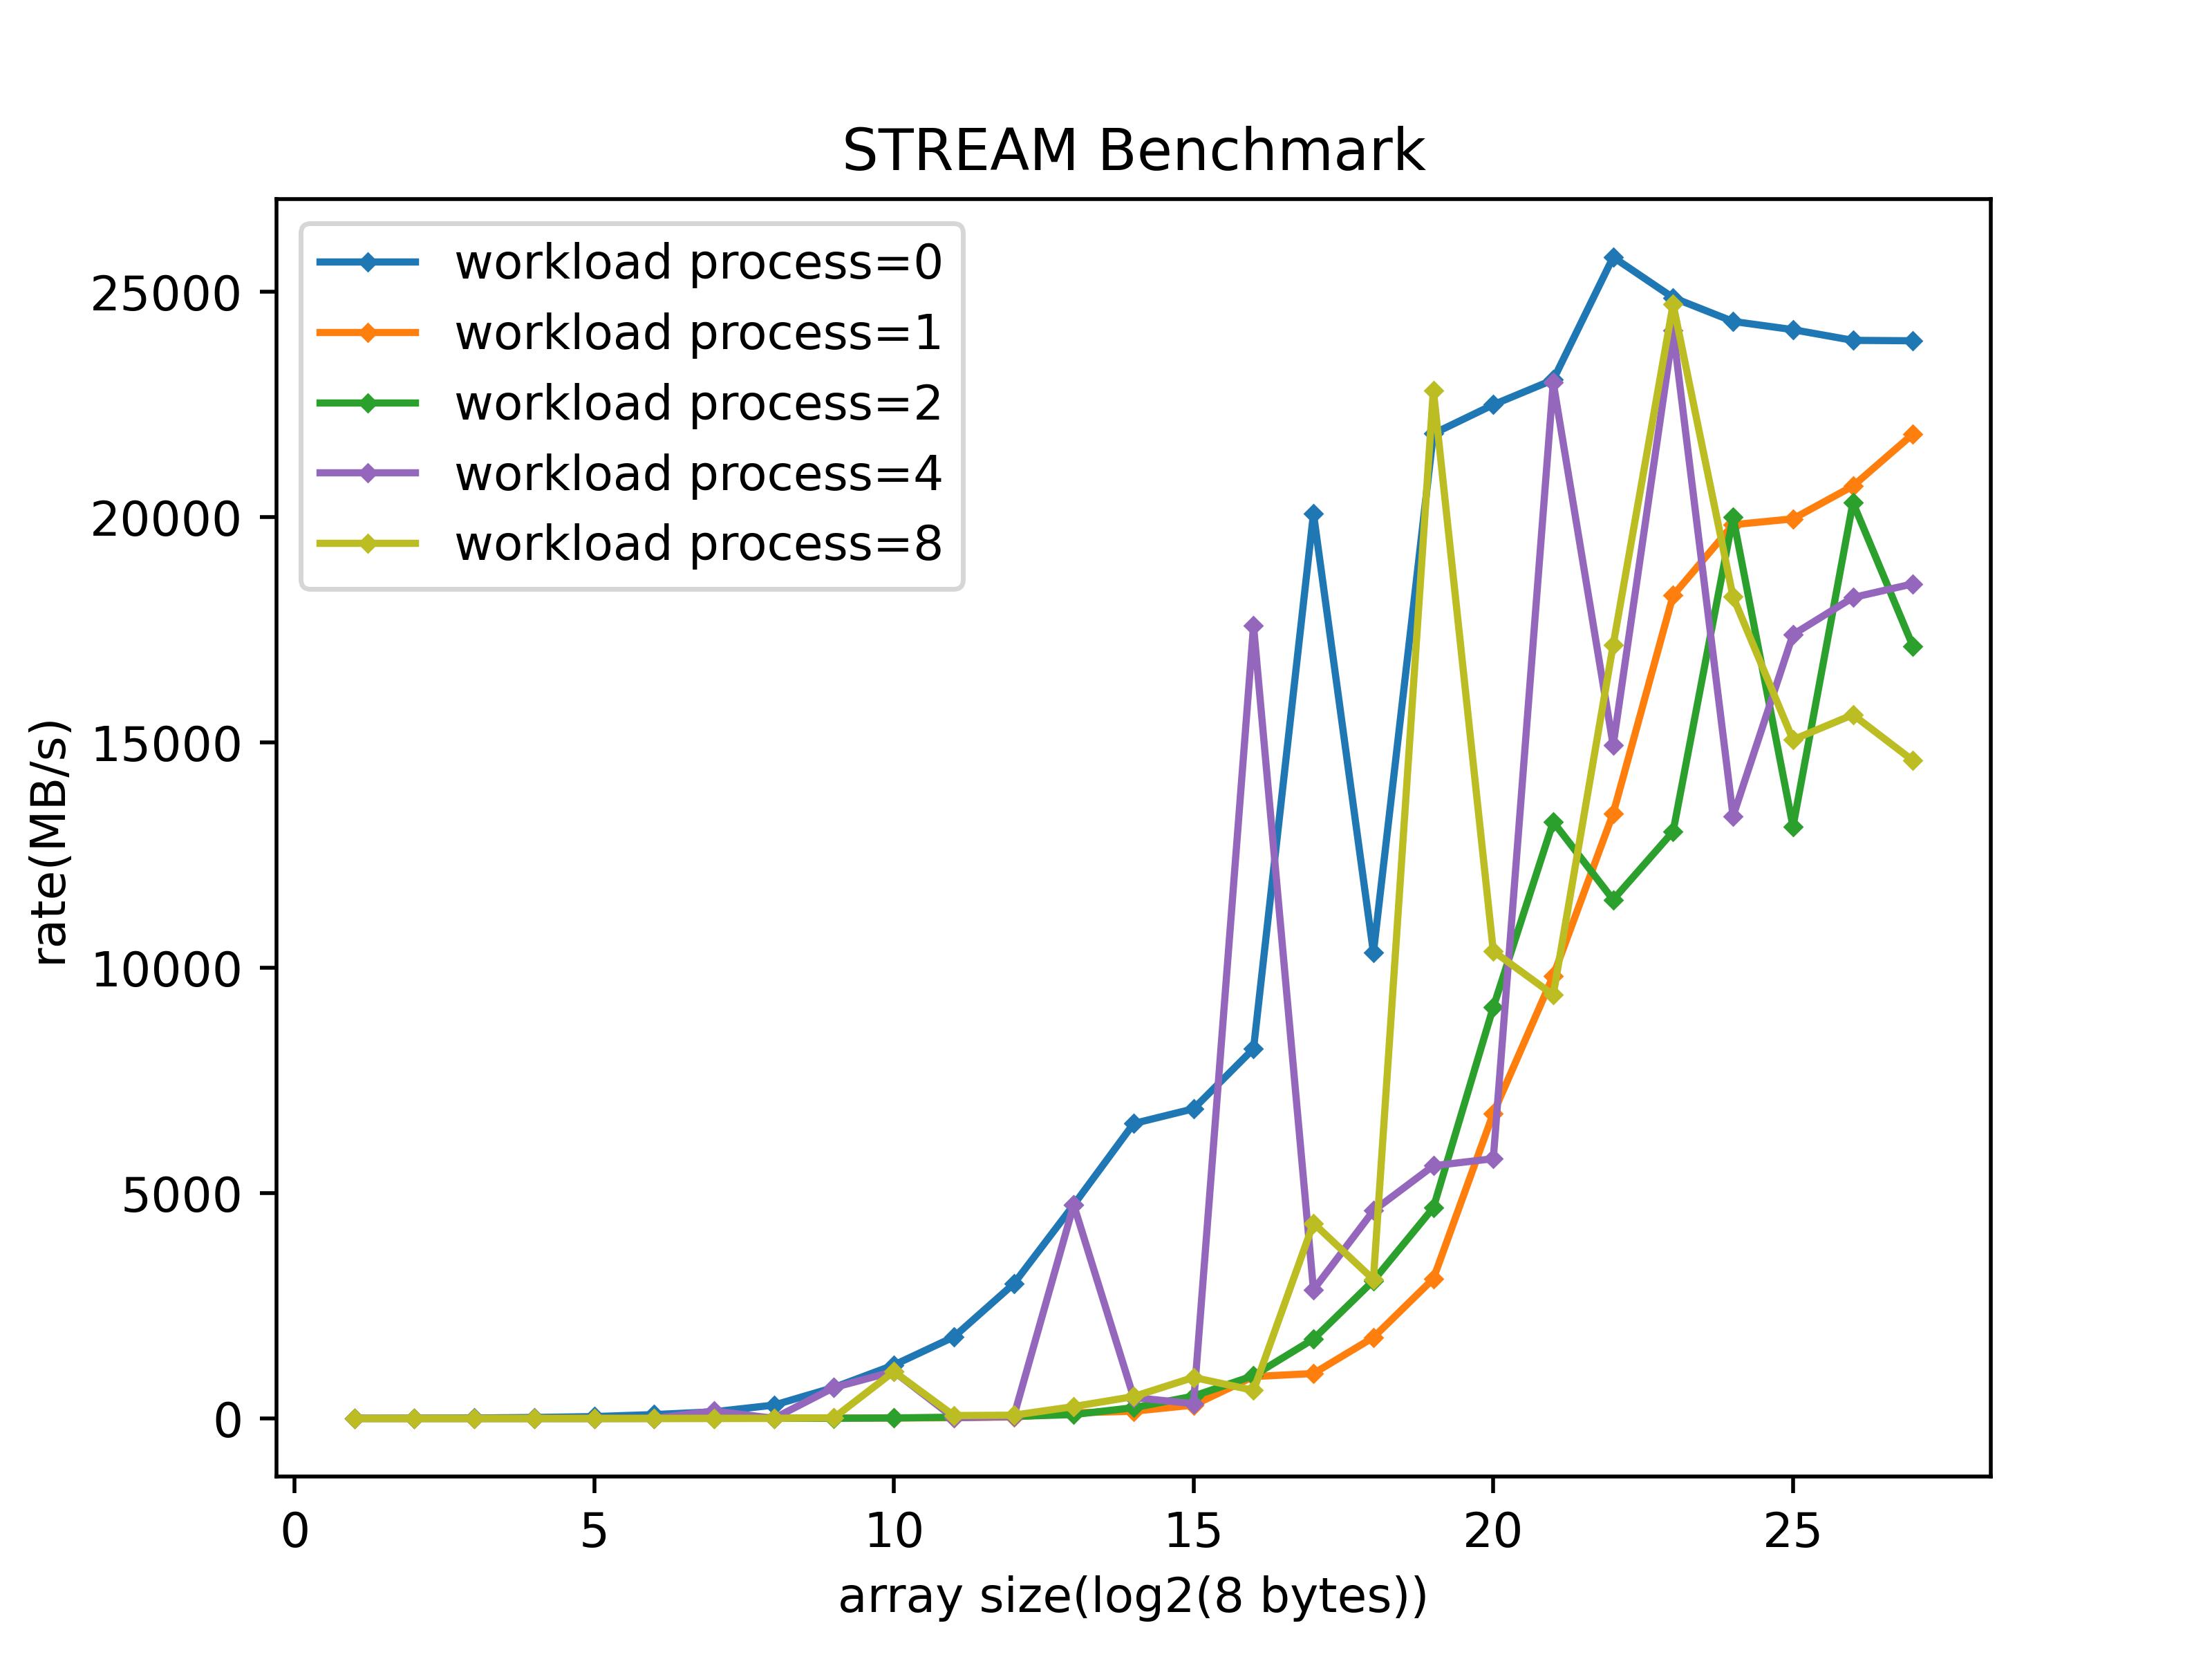 STREAM Benchmark
workload process=0
workload process=1
workload process=2
workload process=4
workload process=8
25000
20000
15000
10000
5000
0
rate(MB/s)
0 5 10 15 20 25
array size(log2(8 bytes))